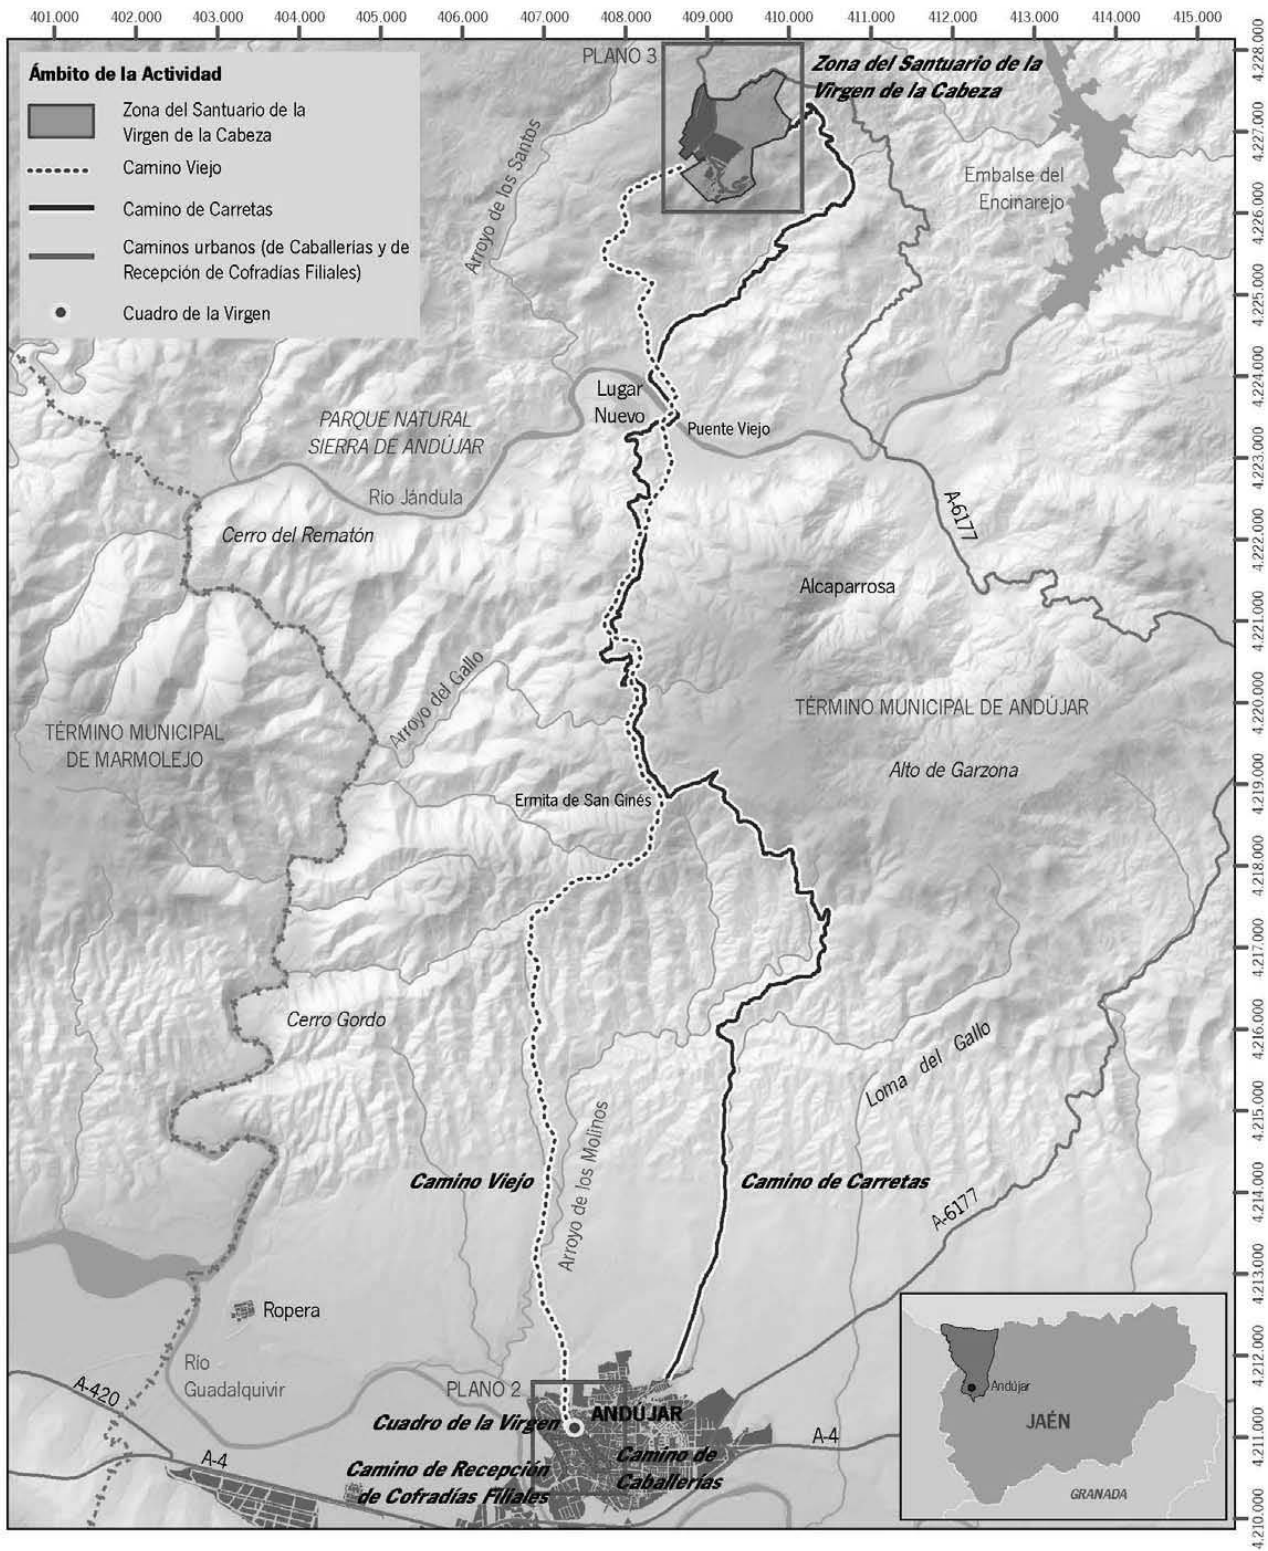 401.000 402.000 403.000 404.000 405.000 406.000 407.000 408.000 409.000 410.000 411.000 412.000 413.000 414.000 415.000
4.228.000
4.227.000
4.226.000
4.225.000
4.224.000
4.223.000
4.222.000
4.221.000
4.220.000
4.219.000
4.218.000
4.217.000
4.216.000
4.215.000
4.214.000
4.213.000
4.212.000
4.211.000
4.210.000
Ámbito de la Actividad
Zona del Santuario de la
Virgen de la Cabeza
Camino Viejo
Camino de Carretas
Caminos urbanos (de Caballerías y de
Recepción de Cofradías Filiales)
Cuadro de la Virgen
PLANO 3
Zona del Santuario de la
Virgen de la Cabeza
Arroyo de los Santos
Embalse del
Encinarejo
Lugar
Nuevo
Puente Viejo
PARQUE NATURAL
SIERRA DE ANDÚJAR
Río Jándula
Cerro del Rematón
A-6177
Alcaparrosa
Arroyo del Gallo
TÉRMINO MUNICIPAL
DE MARMOLEJO
TÉRMINO MUNICIPAL DE ANDÚJAR
Alto de Garzona
Ermita de San Ginés
Cerro Gordo
Loma del Gallo
Arroyo de los Molinos
Camino Viejo
Camino de Carretas
A-6177
Ropera
Río
Guadalquivir
A-420
PLANO 2
Cuadro de la Virgen
ANDÚJAR
A-4
A-4
Camino de
Caballerías
Camino de Recepción
de Cofradías Filiales
Andújar
JAÉN
GRANADA